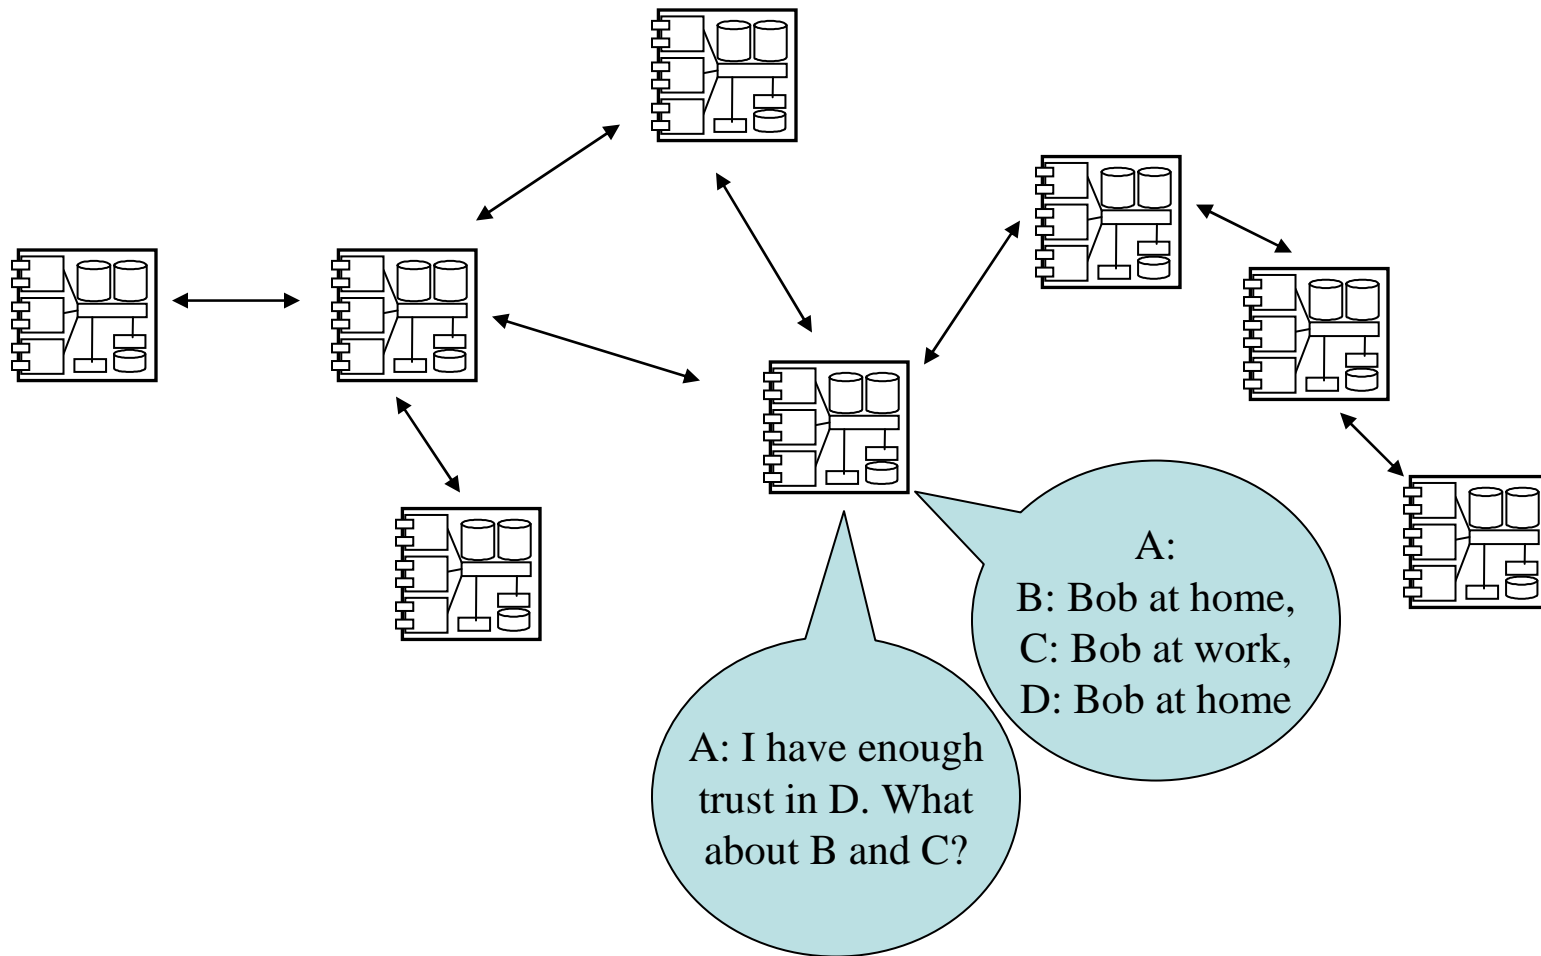 A:
B: Bob at home,
C: Bob at work,
D: Bob at home
A: I have enough
trust in D. What
about B and C?